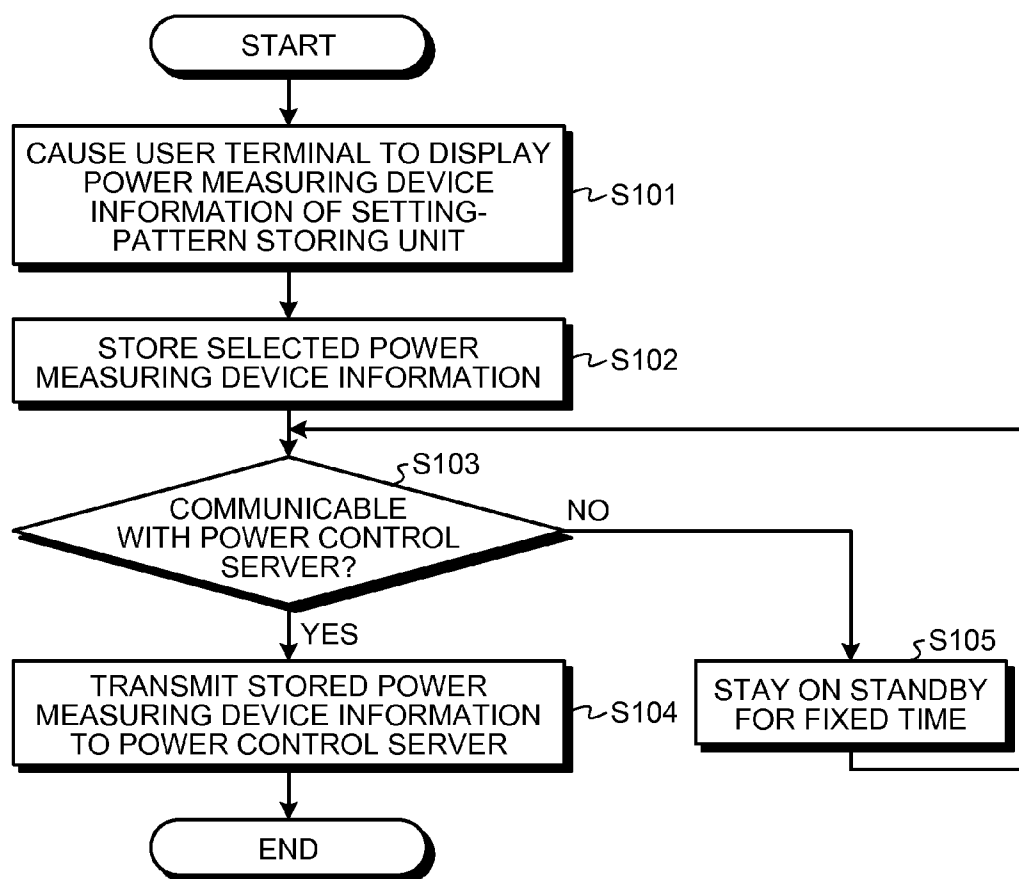 START
CAUSE USER TERMINAL TO DISPLAY
POWER MEASURING DEVICE
INFORMATION OF SETTING-
PATTERN STORING UNIT
S101
STORE SELECTED POWER
MEASURING DEVICE INFORMATION
S102
S103
COMMUNICABLE
WITH POWER CONTROL
SERVER?
NO
YES
TRANSMIT STORED POWER
MEASURING DEVICE INFORMATION
TO POWER CONTROL SERVER
S104
S105
STAY ON STANDBY
FOR FIXED TIME
END